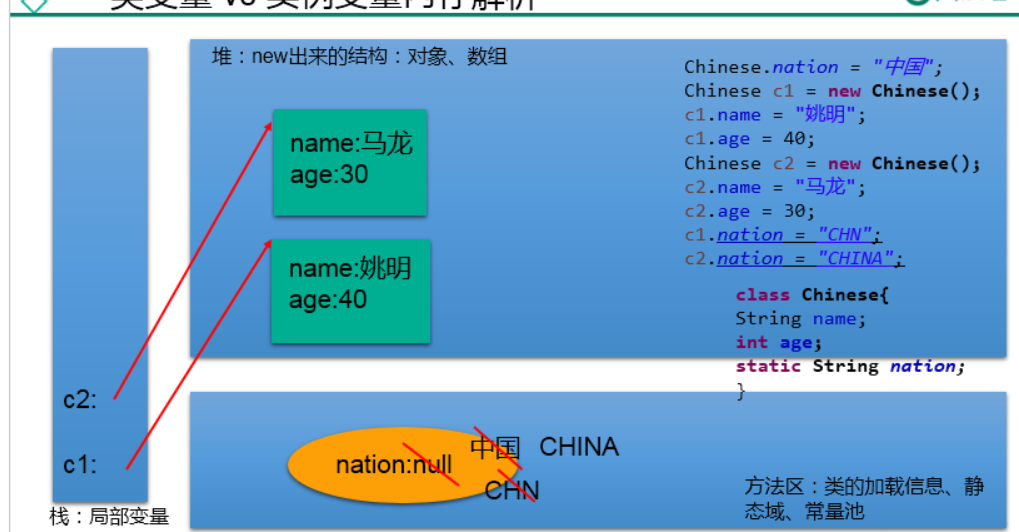 类变量 vs 实例变量内存解析
堆：new出来的结构：对象、数组
name:马龙
age:30
name:姚明
age:40
Chinese.nation = "中国";
Chinese c1 = new Chinese();
c1.name = "姚明";
c1.age = 40;
Chinese c2 = new Chinese();
c2.name = "马龙";
c2.age = 30;
c1.nation = "CHN";
c2.nation = "CHINA";
class Chinese{
String name;
int age;
static String nation;
}
c2:
c1:
栈：局部变量
nation:null
中国 CHINA
CHN
方法区：类的加载信息、静
态域、常量池